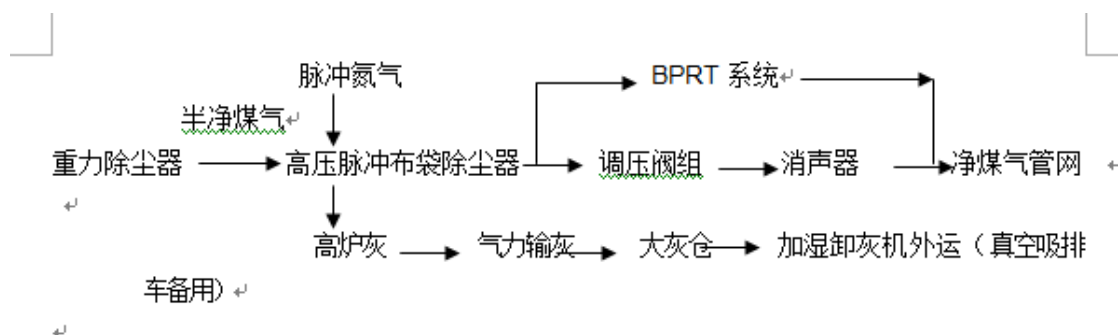 脉冲氮气
BPRT 系统
半净煤气
重力除尘器 高压脉冲布袋除尘器 调压阀组 消声器 净煤气管网
高炉灰 气力输灰 大灰仓 加湿卸灰机外运（真空吸排
车备用）